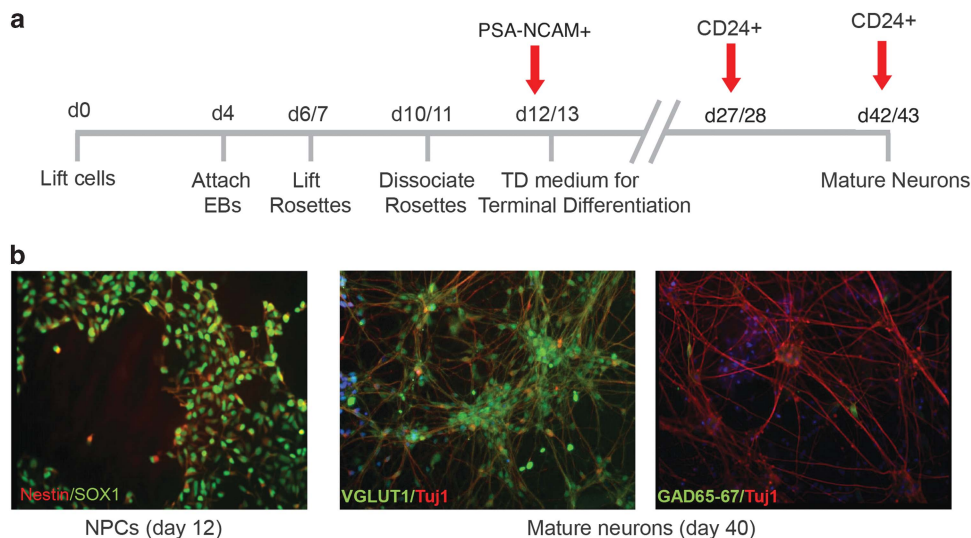 a
PSA-NCAM+
CD24+
CD24+
d0
d4
d6/7
d10/11
d12/13
d27/28
d42/43
Lift cells
Attach
EBs
Lift
Rosettes
Dissociate
Rosettes
TD medium for
Terminal Differentiation
Mature Neurons
b
Nestin/SOX1
VGLUT1/Tuj1
GAD65-67/Tuj1
NPCs (day 12)
Mature neurons (day 40)